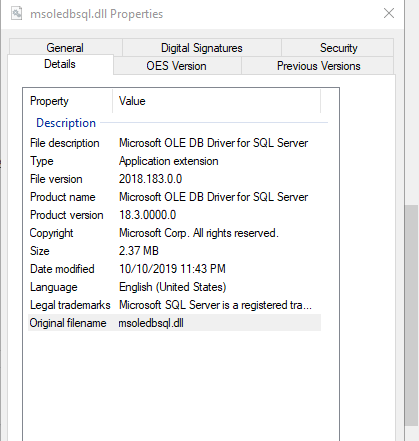 msoledbsql.dll Properties
General Digital Signatures Security
Details OES Version Previous Versions
Property Value
Description
File description Microsoft OLE DB Driver for SQL Server
Type Application extension
File version 2018.183.0.0
Product name Microsoft OLE DB Driver for SQL Server
Product version 18.3.0000.0
Copyright Microsoft Corp. All rights reserved.
Size 2.37 MB
Date modified 10/10/2019 11:43 PM
Language English (United States)
Legal trademarks Microsoft SQL Server is a registered tra...
Original filename msoledbsql.dll